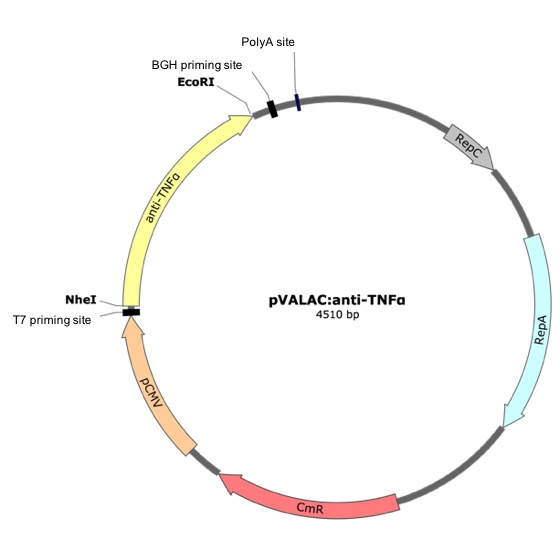 PolyA site
BGH priming site
EcoRI
RepC
anti-TNFα
NheI
T7 priming site
pVALAC:anti-TNFα
4510 bp
RepA
pCMV
CmR